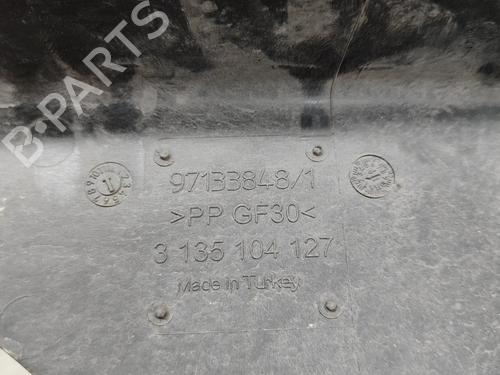 B-PARTS
97133848/1
>PP GF30<
3 135 104 127
Made in Turkey